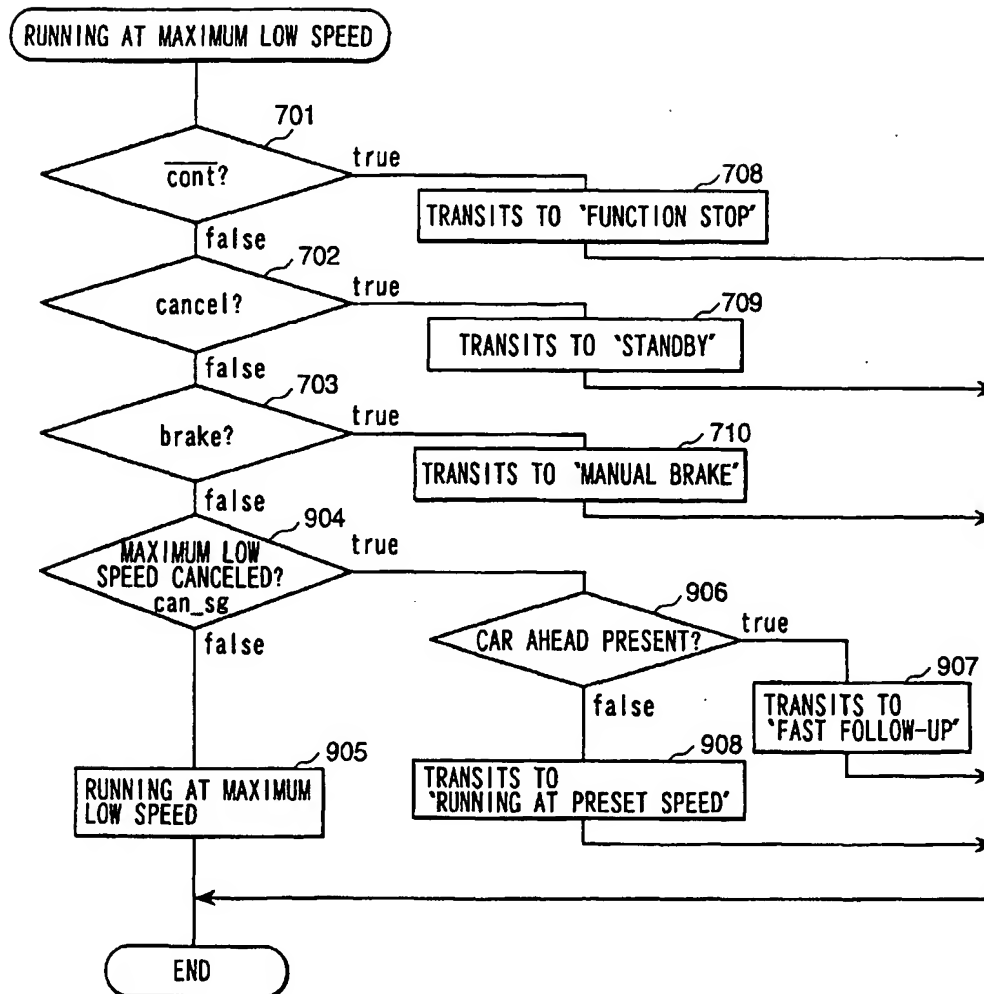 RUNNING AT MAXIMUM LOW SPEED
701
c̅o̅n̅t̅?
true
708
TRANSITS TO "FUNCTION STOP"
false
702
cancel?
true
709
TRANSITS TO "STANDBY"
false
703
brake?
true
710
TRANSITS TO "MANUAL BRAKE"
false
904
MAXIMUM LOW
SPEED CANCELED?
can_sg
true
906
CAR AHEAD PRESENT?
true
907
TRANSITS TO
"FAST FOLLOW-UP"
false
false
908
TRANSITS TO
"RUNNING AT PRESET SPEED"
905
RUNNING AT MAXIMUM
LOW SPEED
END